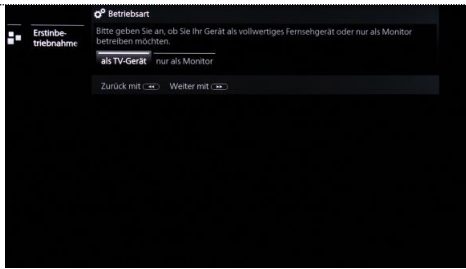 Betriebsart
Erstinbe-
triebnahme
Bitte geben Sie an, ob Sie Ihr Gerät als vollwertiges Fernsehgerät oder nur als Monitor
betreiben möchten.
als TV-Gerät nur als Monitor
Zurück mit Weiter mit